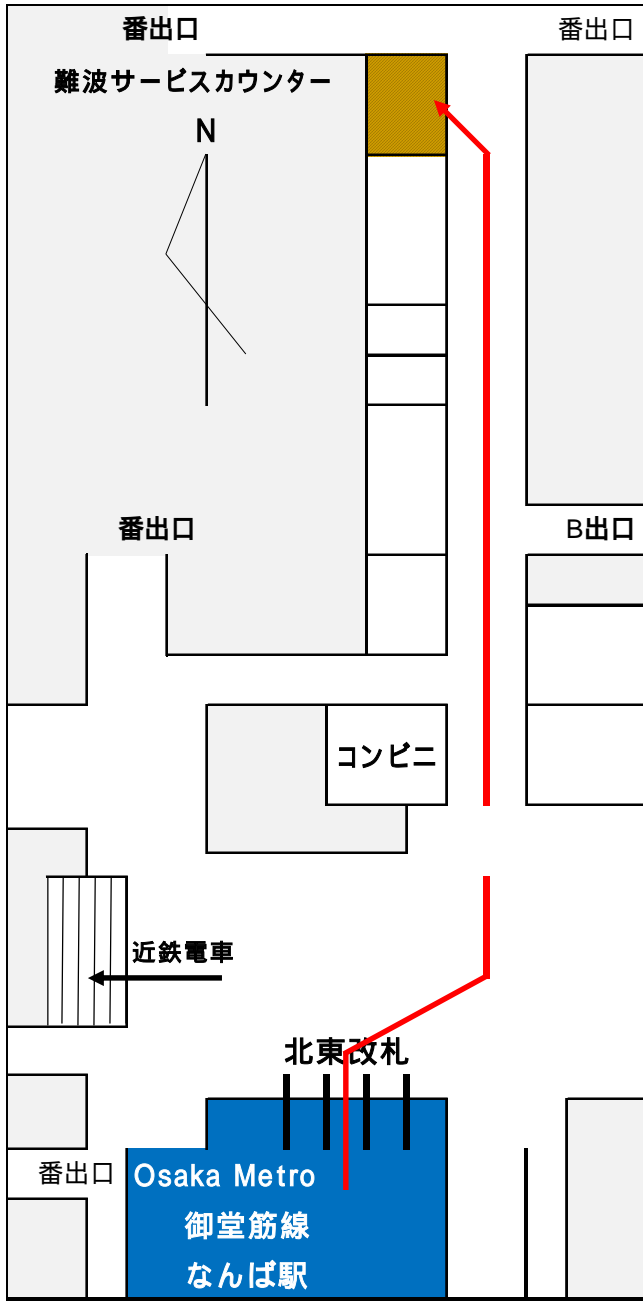 番出口
番出口
難波サービスカウンター
N
番出口
B出口
コンビニ
近鉄電車
北東改札
番出口
Osaka Metro
御堂筋線
なんば駅